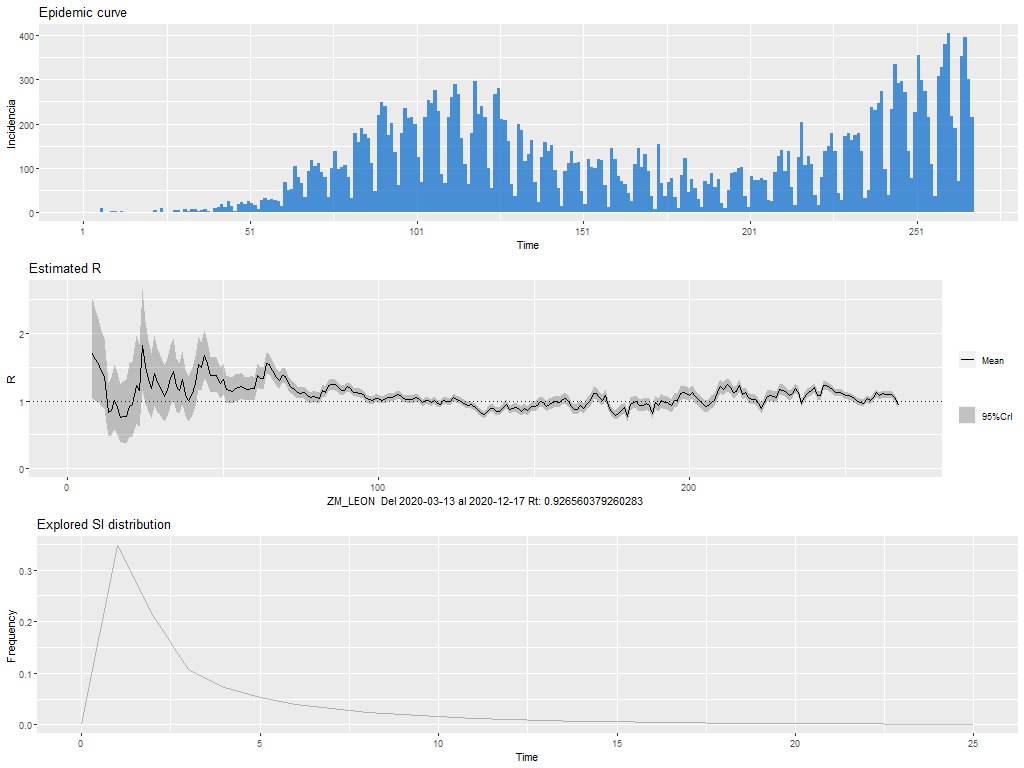 Epidemic curve
400
300
200
100
0
Incidencia
1
51
101
151
201
251
Time
Estimated R
2
1
0
R
0
100
200
Mean
95%CrI
ZM_LEON Del 2020-03-13 al 2020-12-17 Rt: 0.926560379260283
Explored SI distribution
0.3
0.2
0.1
0.0
Frequency
0
5
10
15
20
25
Time